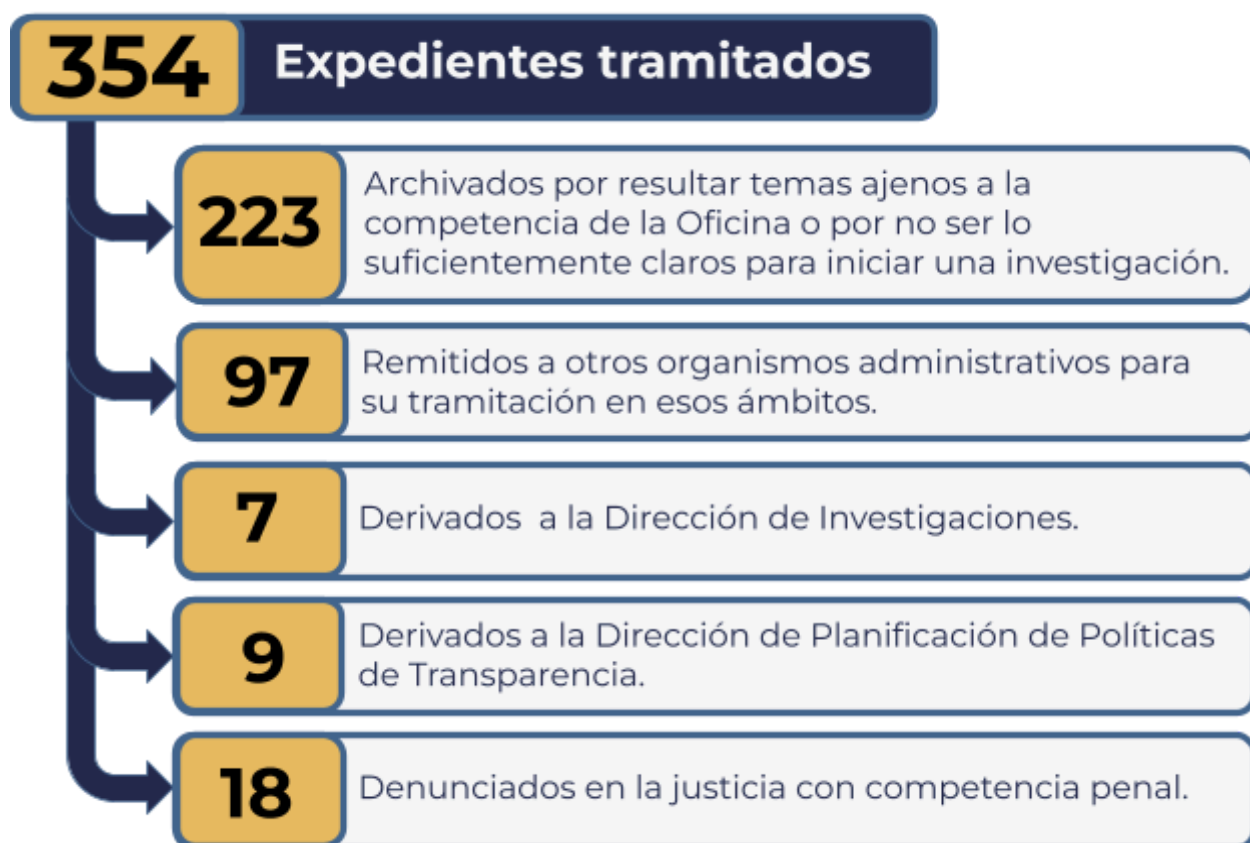 354 Expedientes tramitados
223
Archivados por resultar temas ajenos a la
competencia de la Oficina o por no ser lo
suficientemente claros para iniciar una investigación.
97
Remitidos a otros organismos administrativos para
su tramitación en esos ámbitos.
7
Derivados  a la Dirección de Investigaciones.
9
Derivados a la Dirección de Planificación de Políticas
de Transparencia.
18
Denunciados en la justicia con competencia penal.